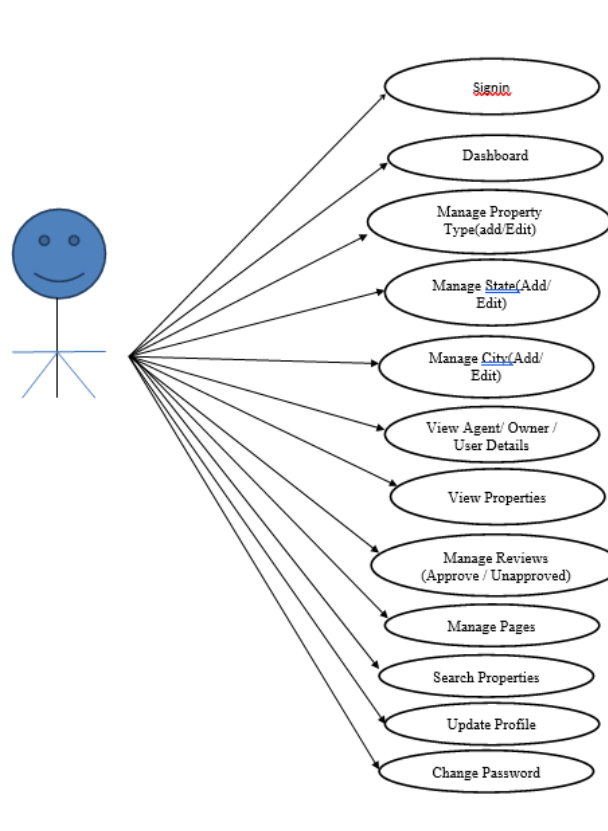 Signin
Dashboard
Manage Property
Type(add/Edit)
Manage State(Add/
Edit)
Manage City(Add/
Edit)
View Agent/ Owner /
User Details
View Properties
Manage Reviews
(Approve / Unapproved)
Manage Pages
Search Properties
Update Profile
Change Password